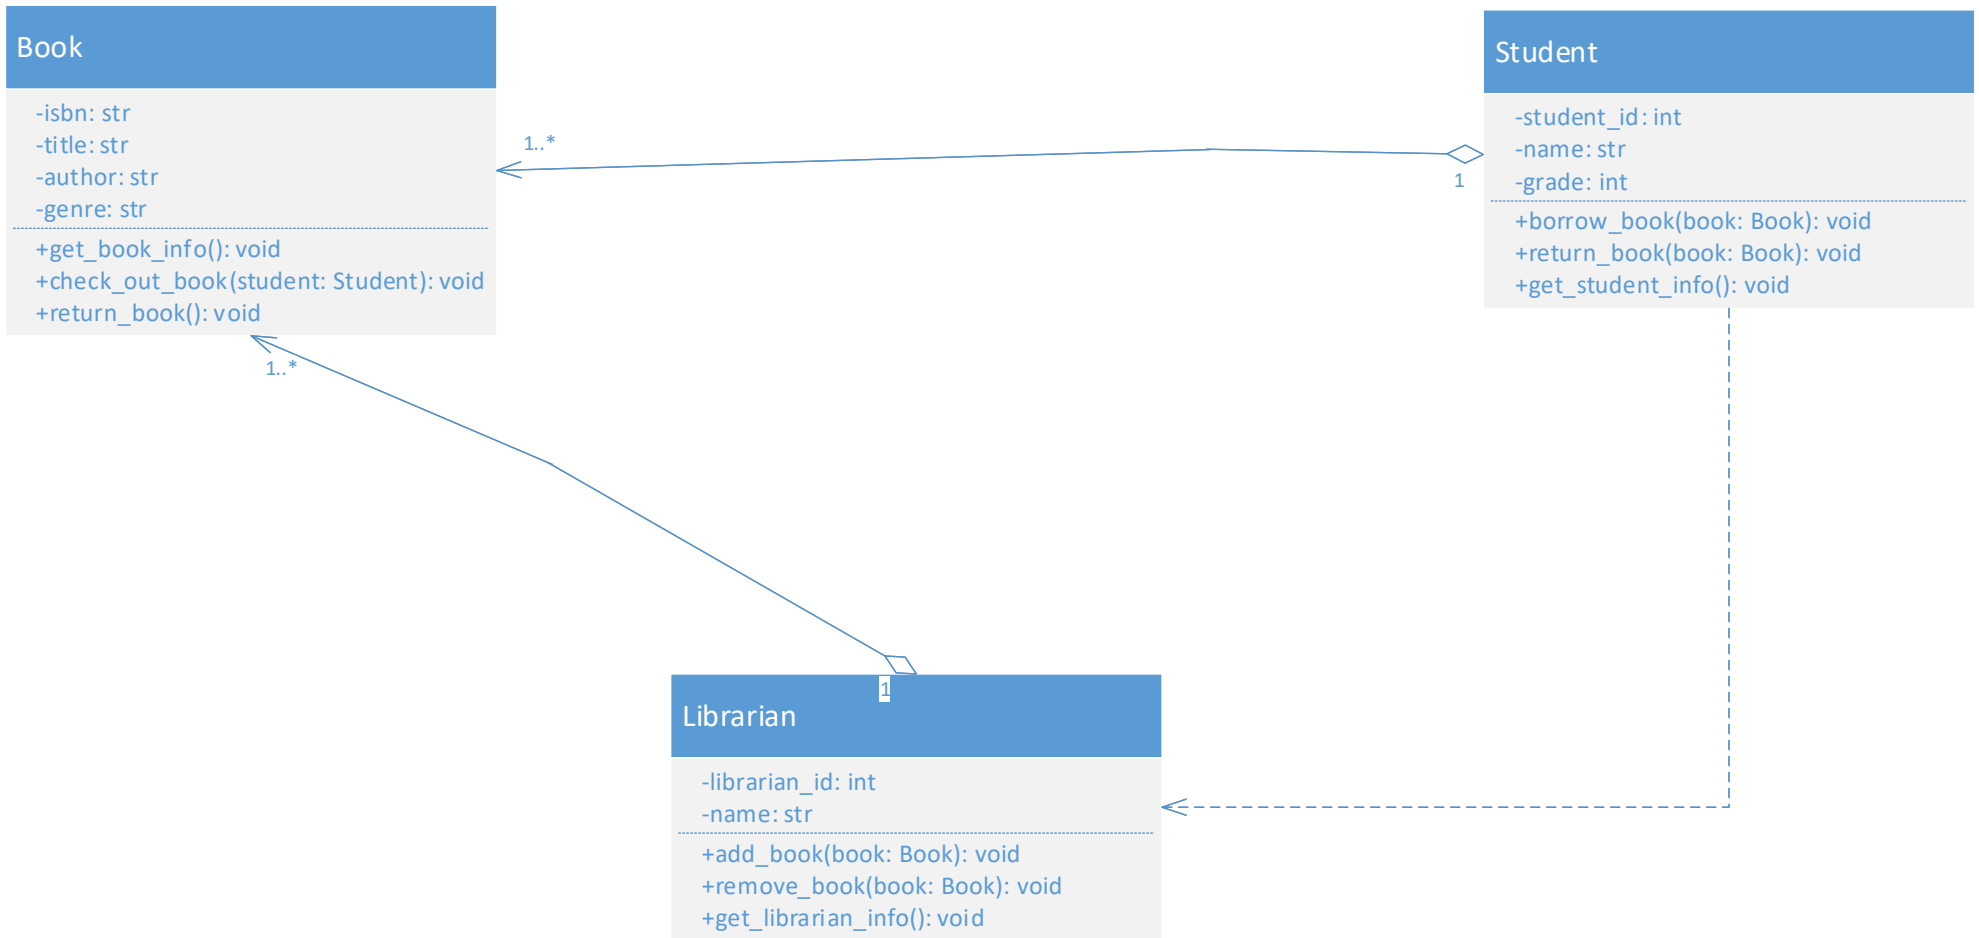 Book
-isbn: str
-title: str
-author: str
-genre: str
+get_book_info(): void
+check_out_book(student: Student): void
+return_book(): void
1..*
1
Student
-student_id: int
-name: str
-grade: int
+borrow_book(book: Book): void
+return_book(book: Book): void
+get_student_info(): void
1..*
1
Librarian
-librarian_id: int
-name: str
+add_book(book: Book): void
+remove_book(book: Book): void
+get_librarian_info(): void